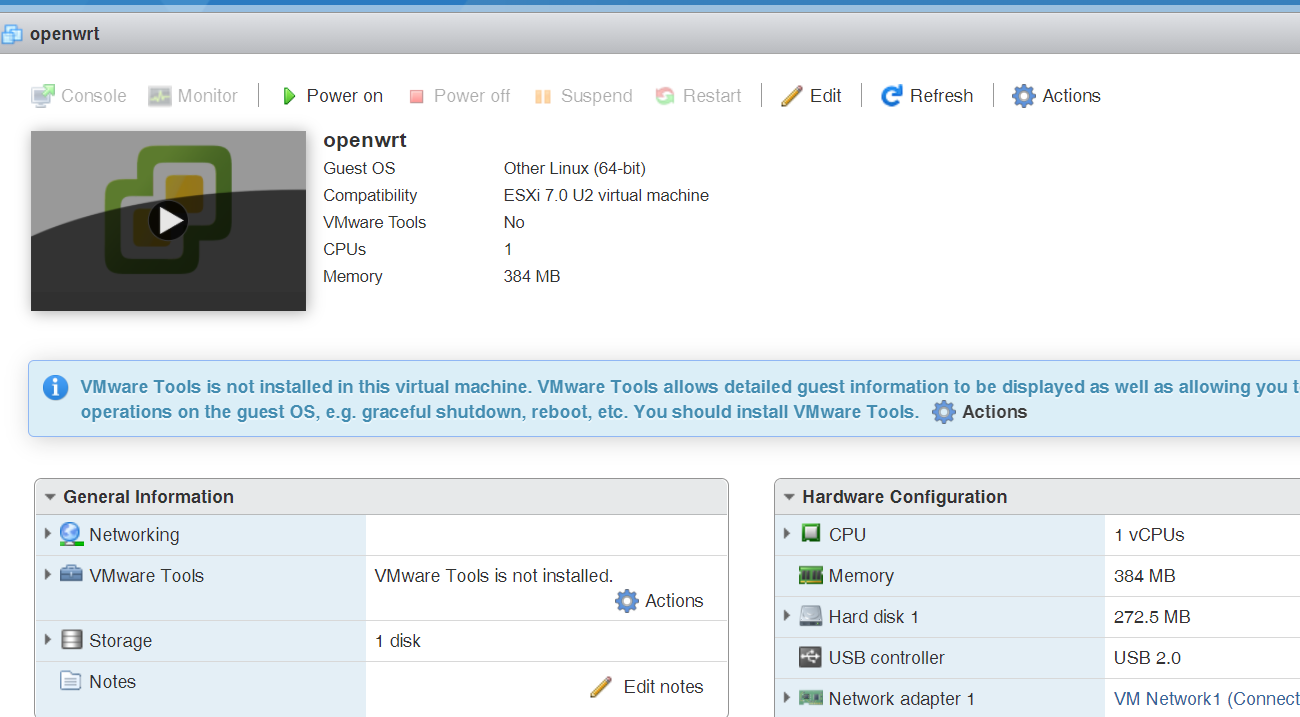 openwrt
Console Monitor Power on Power off Suspend Restart Edit Refresh Actions
openwrt
Guest OS Other Linux (64-bit)
Compatibility ESXi 7.0 U2 virtual machine
VMware Tools No
CPUs 1
Memory 384 MB
VMware Tools is not installed in this virtual machine. VMware Tools allows detailed guest information to be displayed as well as allowing you
operations on the guest OS, e.g. graceful shutdown, reboot, etc. You should install VMware Tools. Actions
General Information
Networking
VMware Tools VMware Tools is not installed.
Actions
Storage 1 disk
Notes Edit notes
Hardware Configuration
CPU 1 vCPUs
Memory 384 MB
Hard disk 1 272.5 MB
USB controller USB 2.0
Network adapter 1 VM Network1 (Connect